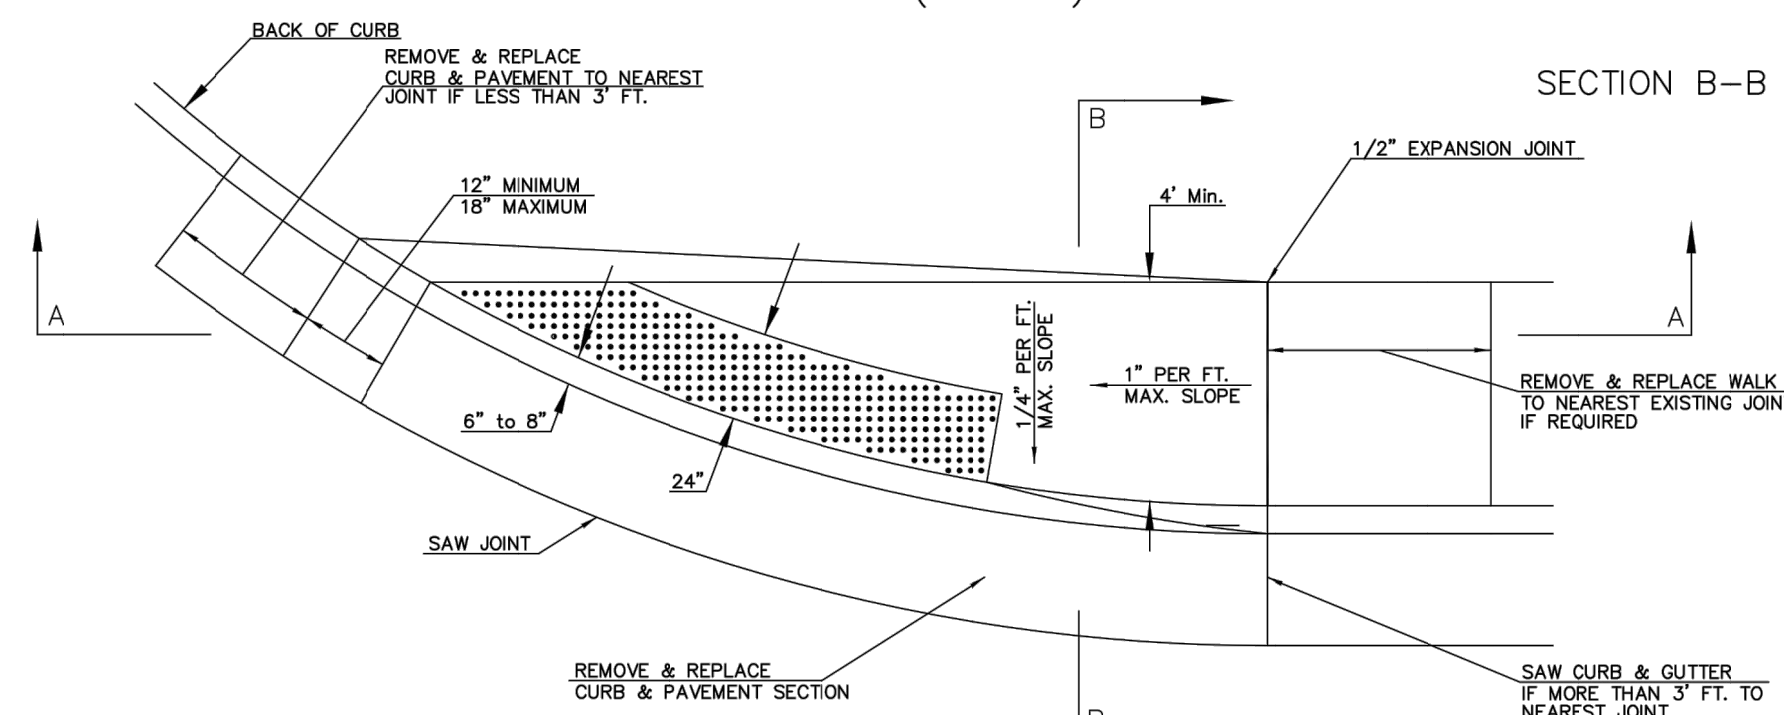 BACK OF CURB
REMOVE & REPLACE
CURB & PAVEMENT TO NEAREST
JOINT IF LESS THAN 3' FT.
SECTION B-B
B
1/2" EXPANSION JOINT
12" MINIMUM
18" MAXIMUM
4' Min.
A
A
1/4" PER FT.
MAX. SLOPE
1" PER FT.
MAX. SLOPE
REMOVE & REPLACE WALK
TO NEAREST EXISTING JOIN
IF REQUIRED
6" to 8"
24"
SAW JOINT
REMOVE & REPLACE
CURB & PAVEMENT SECTION
SAW CURB & GUTTER
IF MORE THAN 3' FT. TO
NEAREST JOINT